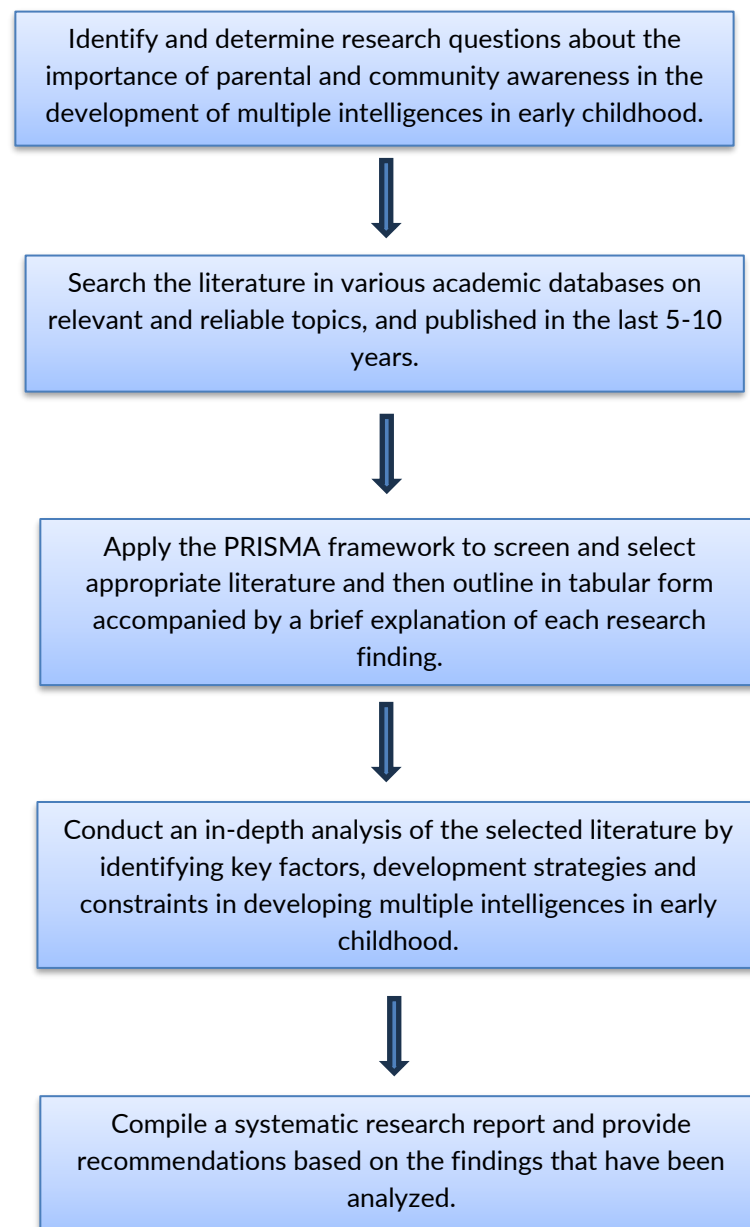 Identify and determine research questions about the
importance of parental and community awareness in the
development of multiple intelligences in early childhood.
Search the literature in various academic databases on
relevant and reliable topics, and published in the last 5-10
years.
Apply the PRISMA framework to screen and select
appropriate literature and then outline in tabular form
accompanied by a brief explanation of each research
finding.
Conduct an in-depth analysis of the selected literature by
identifying key factors, development strategies and
constraints in developing multiple intelligences in early
childhood.
Compile a systematic research report and provide
recommendations based on the findings that have been
analyzed.